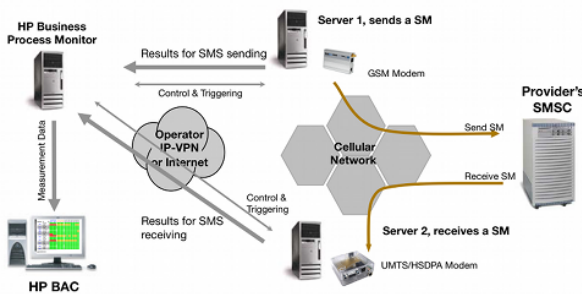 HP Business
Process Monitor
Server 1, sends a SM
Results for SMS sending
Control & Triggering
GSM Modem
Provider's
SMSC
Operator
IP-VPN
or Internet
Cellular
Network
Send SM
Receive SM
Measurement Data
Control &
Triggering
Results for SMS
receiving
Server 2, receives a SM
UMTS/HSDPA Modem
HP BAC